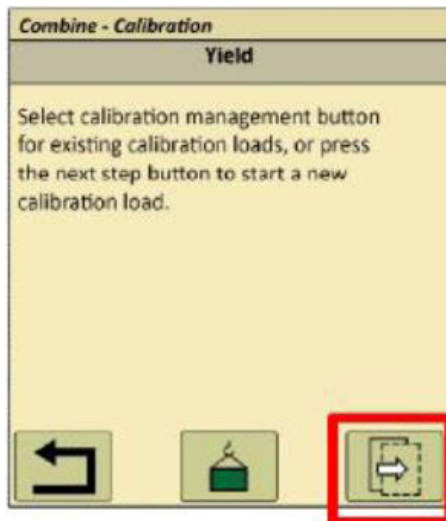 Combine - Calibration
Yield
Select calibration management button
for existing calibration loads, or press
the next step button to start a new
calibration load.